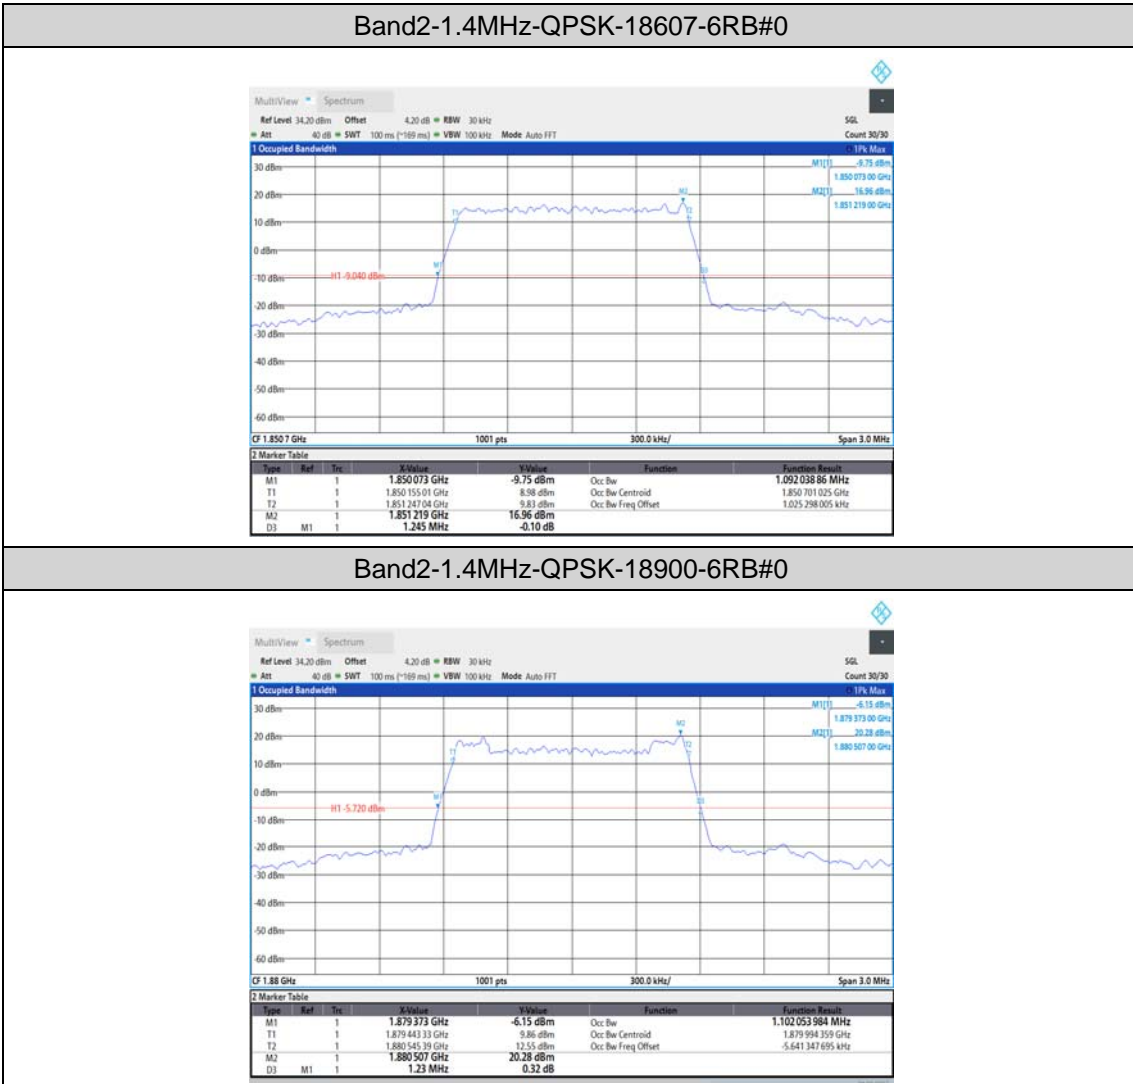 Band2-1.4MHz-QPSK-18607-6RB#0
MultiView Spectrum
Ref Level 34.20 dBm Offset 4.20 dB RBW 30 kHz SGL
Att 40 dB SWT 100 ms (~169 ms) VBW 100 kHz Mode Auto FFT Count 30/30
1 Occupied Bandwidth 1Pk Max
M1[1] -9.75 dBm
1.850 073 00 GHz
M2[1] 16.96 dBm
1.851 219 00 GHz
30 dBm
20 dBm
10 dBm
0 dBm
-10 dBm
-20 dBm
-30 dBm
-40 dBm
-50 dBm
-60 dBm
M2
T1
T2
M1
H1 -9.040 dBm
CF 1.850 7 GHz 1001 pts 300.0 kHz/ Span 3.0 MHz
2 Marker Table
Type Ref Trc X-Value Y-Value Function Function Result
M1 1 1.850 073 GHz -9.75 dBm Occ Bw 1.092 038 86 MHz
T1 1 1.850 155 01 GHz 8.98 dBm Occ Bw Centroid 1.850 701 025 GHz
T2 1 1.851 247 04 GHz 9.83 dBm Occ Bw Freq Offset 1.025 298 005 kHz
M2 1 1.851 219 GHz 16.96 dBm
D3 M1 1 1.245 MHz -0.10 dB
Band2-1.4MHz-QPSK-18900-6RB#0
MultiView Spectrum
Ref Level 34.20 dBm Offset 4.20 dB RBW 30 kHz SGL
Att 40 dB SWT 100 ms (~169 ms) VBW 100 kHz Mode Auto FFT Count 30/30
1 Occupied Bandwidth 1Pk Max
M1[1] -6.15 dBm
1.879 373 00 GHz
M2[1] 20.28 dBm
1.880 507 00 GHz
30 dBm
20 dBm
10 dBm
0 dBm
-10 dBm
-20 dBm
-30 dBm
-40 dBm
-50 dBm
-60 dBm
M2
T1
T2
M1
H1 -5.720 dBm
CF 1.88 GHz 1001 pts 300.0 kHz/ Span 3.0 MHz
2 Marker Table
Type Ref Trc X-Value Y-Value Function Function Result
M1 1 1.879 373 GHz -6.15 dBm Occ Bw 1.102 053 984 MHz
T1 1 1.879 443 33 GHz 9.86 dBm Occ Bw Centroid 1.879 994 359 GHz
T2 1 1.880 545 39 GHz 12.55 dBm Occ Bw Freq Offset -5.641 347 695 kHz
M2 1 1.880 507 GHz 20.28 dBm
D3 M1 1 1.23 MHz 0.32 dB